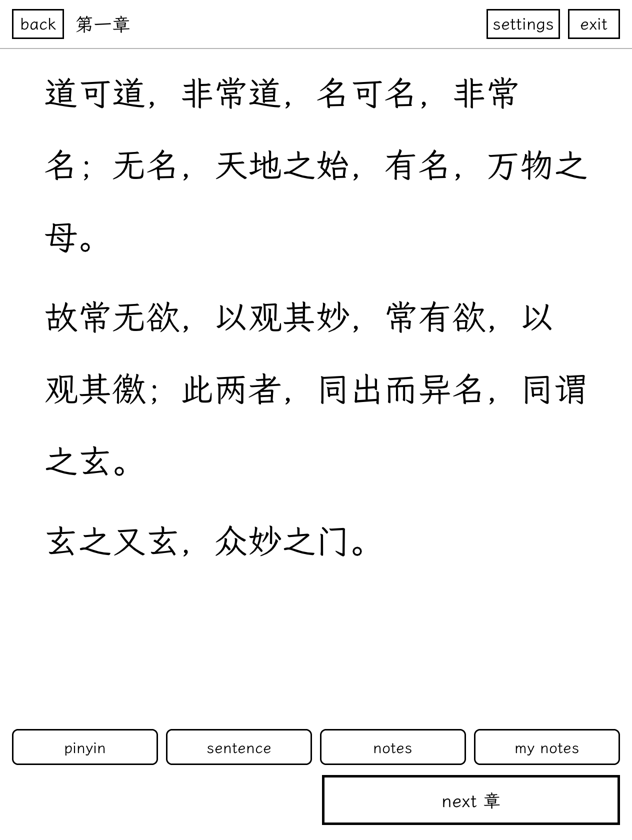 back 第一章 settings exit
道可道，非常道，名可名，非常
名；无名，天地之始，有名，万物之
母。
故常无欲，以观其妙，常有欲，以
观其徼；此两者，同出而异名，同谓
之玄。
玄之又玄，众妙之门。
pinyin sentence notes my notes
next 章